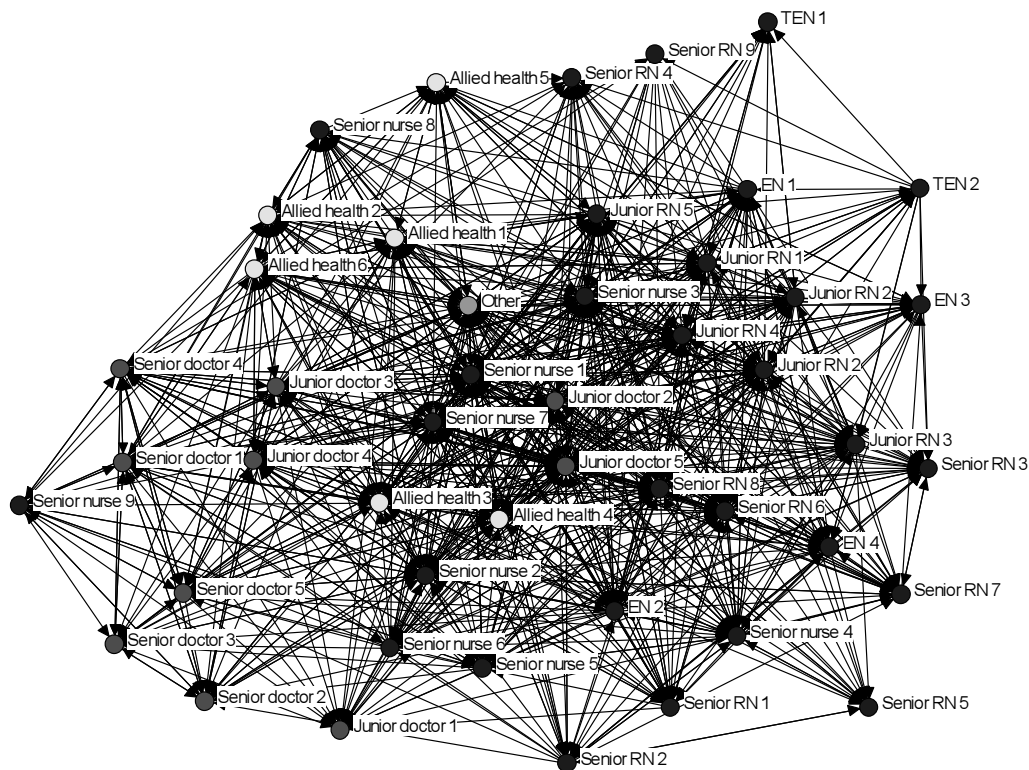 TEN 1
Senior RN 9
Allied health 5
Senior RN 4
Senior nurse 8
EN 1
TEN 2
Allied health 2
Junior RN 5
Allied health 1
Allied health 6
Junior RN 1
Other
Senior nurse 3
Junior RN 2
EN 3
Junior RN 4
Senior doctor 4
Junior doctor 3
Senior nurse 1
Junior RN 2
Junior doctor 2
Senior nurse 7
Junior RN 3
Senior doctor 1
Junior doctor 4
Junior doctor 5
Senior RN 3
Senior RN 8
Senior nurse 9
Allied health 3
Senior RN 6
Allied health 4
EN 4
Senior nurse 2
Senior doctor 5
Senior RN 7
EN 2
Senior doctor 3
Senior nurse 6
Senior nurse 4
Senior nurse 5
Senior doctor 2
Senior RN 1
Senior RN 5
Junior doctor 1
Senior RN 2